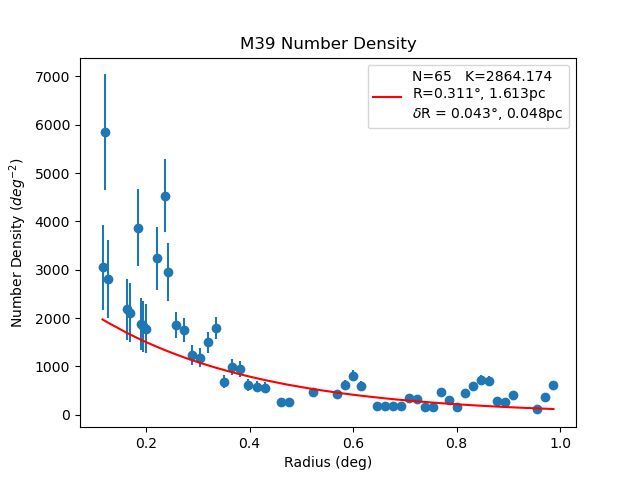 M39 Number Density
N=65   K=2864.174
R=0.311°, 1.613pc
δR = 0.043°, 0.048pc
Number Density (deg⁻²)
7000
6000
5000
4000
3000
2000
1000
0
0.2 0.4 0.6 0.8 1.0
Radius (deg)